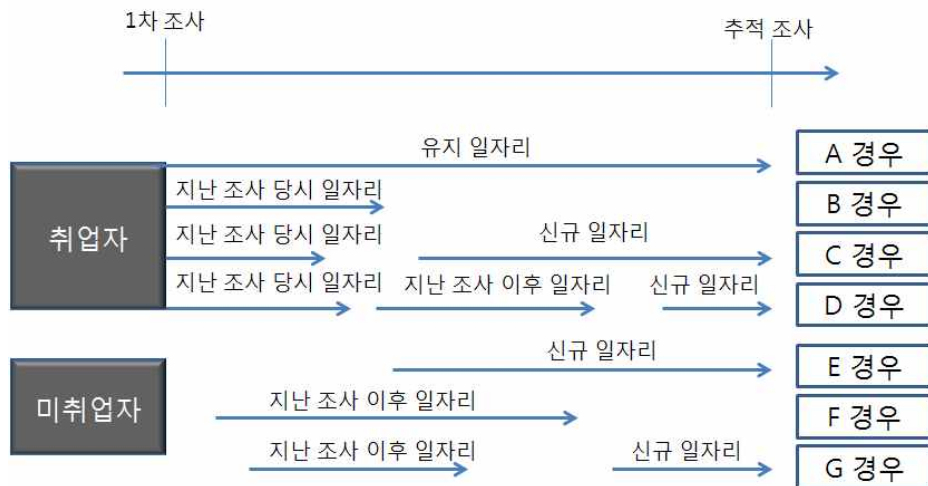 1차 조사
추적 조사
유지 일자리
A 경우
지난 조사 당시 일자리
B 경우
취업자
지난 조사 당시 일자리
신규 일자리
C 경우
지난 조사 당시 일자리
지난 조사 이후 일자리
신규 일자리
D 경우
신규 일자리
E 경우
미취업자
지난 조사 이후 일자리
F 경우
지난 조사 이후 일자리
신규 일자리
G 경우